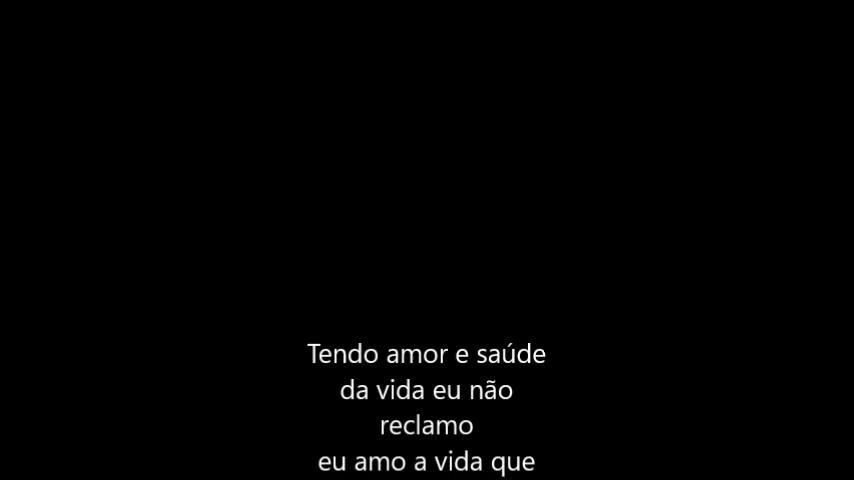 Tendo amor e saúde
da vida eu não
reclamo
eu amo a vida que